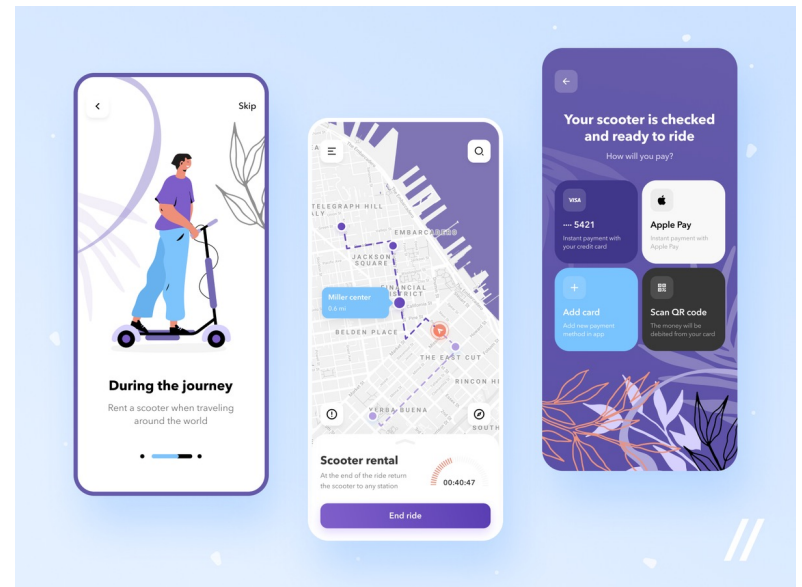 Skip
During the journey
Rent a scooter when traveling
around the world
TELEGRAPH HILL
EMBARCADERO
JACKSON
SQUARE
FINANCIAL
DISTRICT
Miller center
0.6 mi
BELDEN PLACE
THE EAST CUT
RINCON HI
YERBA BUENA
SOUTH
Scooter rental
At the end of the ride return
the scooter to any station
00:40:47
End ride
Your scooter is checked
and ready to ride
How will you pay?
VISA
···· 5421
Instant payment with
your credit card
Apple Pay
Instant payment with
Apple Pay
Add card
Add new payment
method in app
Scan QR code
The money will be
debited from your card